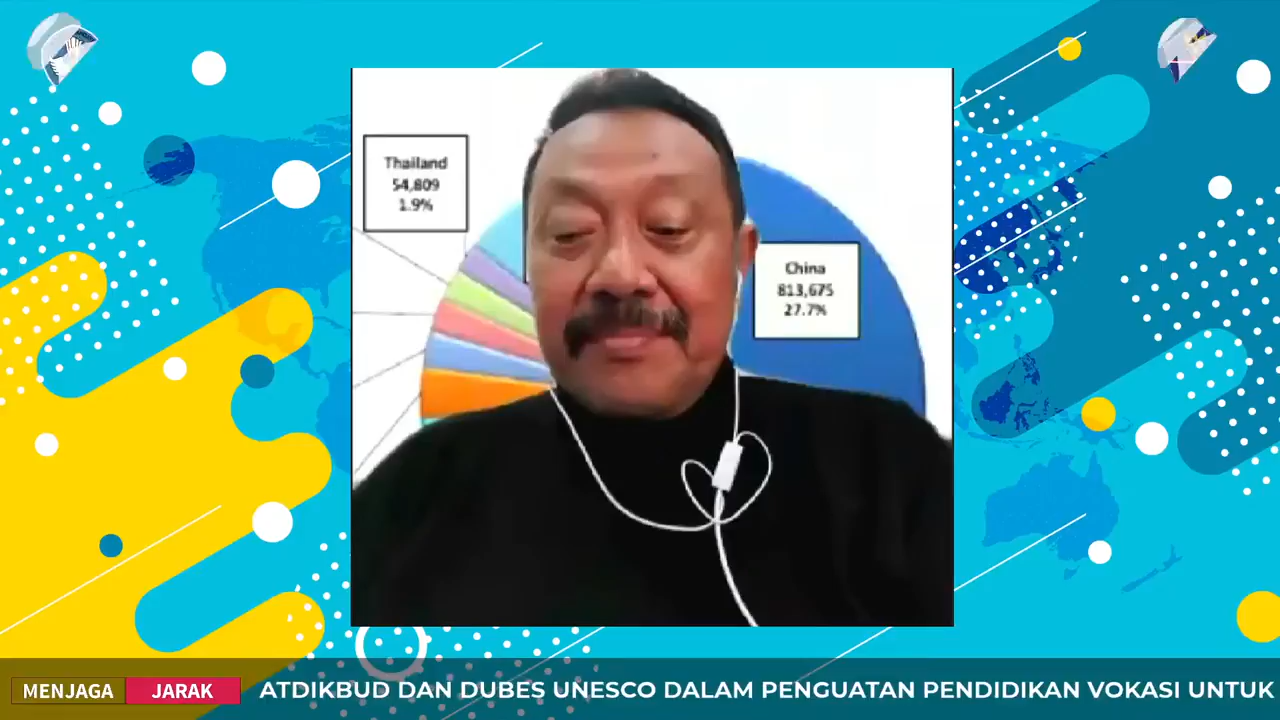 Thailand
54,809
1.9%
China
813,675
27.7%
MENJAGA JARAK ATDIKBUD DAN DUBES UNESCO DALAM PENGUATAN PENDIDIKAN VOKASI UNTUK